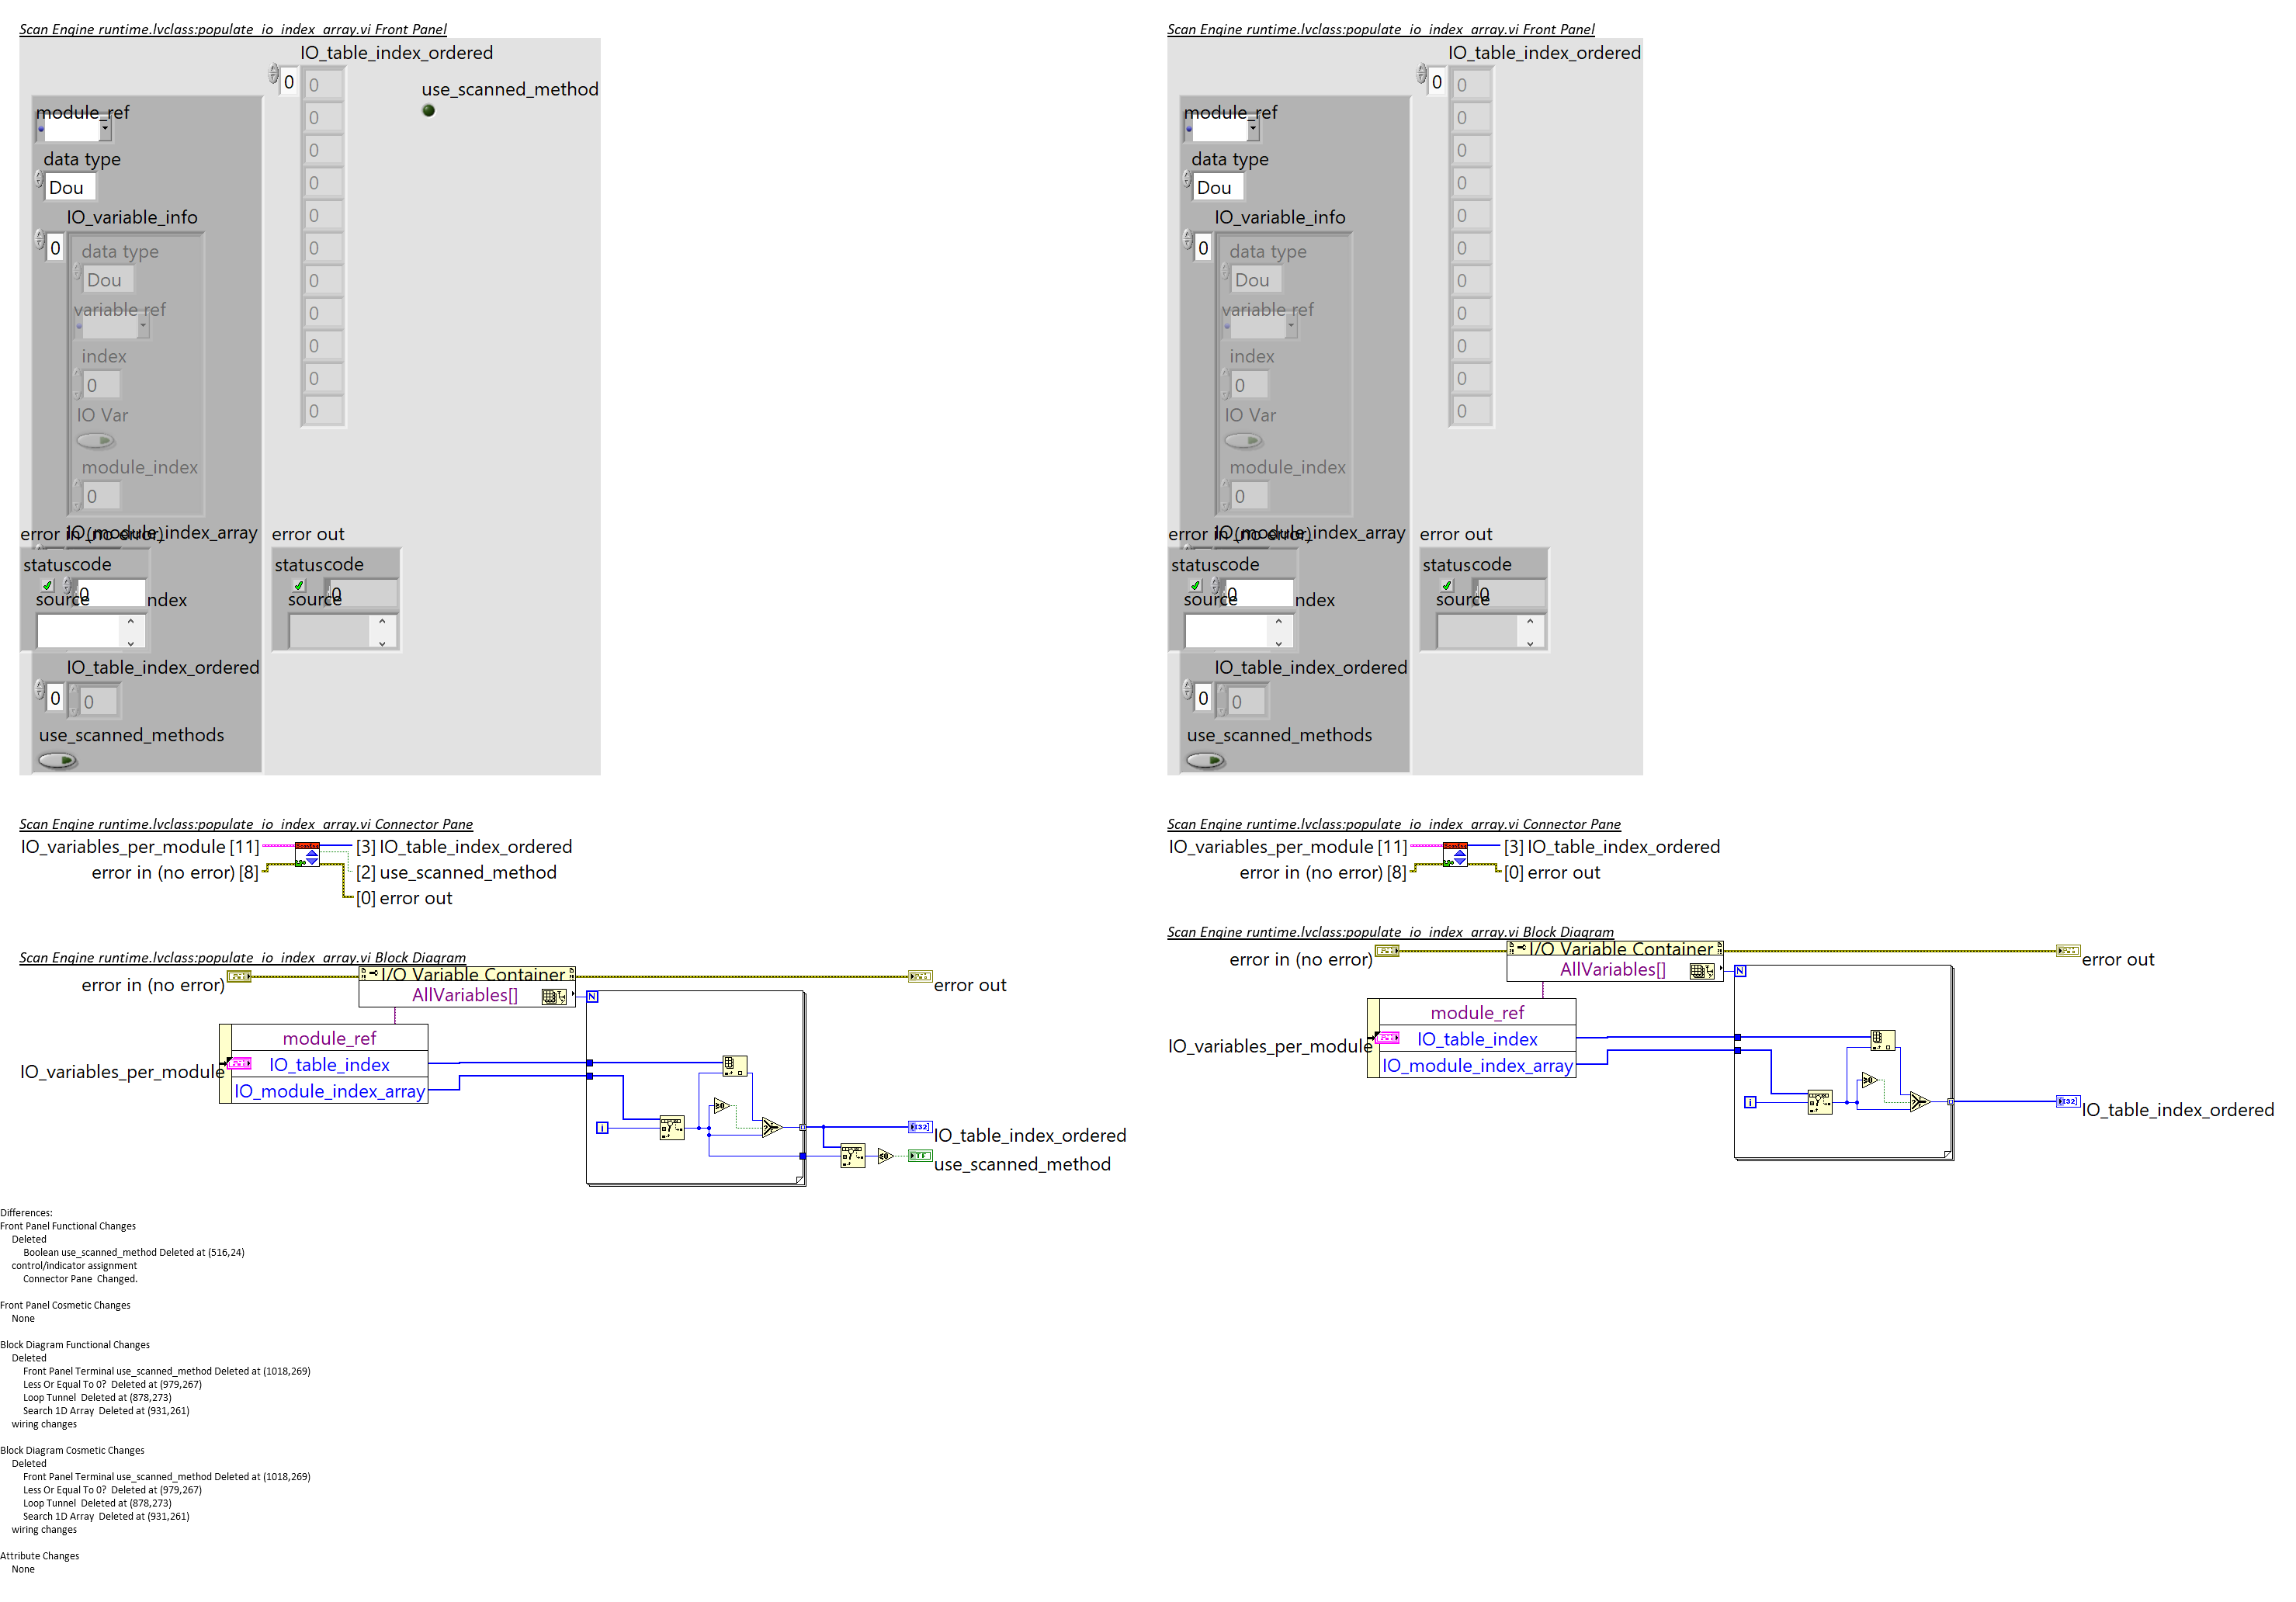 Scan Engine runtime.lvclass:populate_io_index_array.vi Front Panel
IO_table_index_ordered
0
0
0
0
0
0
0
0
0
0
0
0
use_scanned_method
module_ref
data type
Dou
IO_variable_info
0
data type
Dou
variable ref
index
0
IO Var
module_index
0
IO_module_index_array
error in (no error)
status code
0
source
ndex
error out
status code
0
source
IO_table_index_ordered
0
0
use_scanned_methods
Scan Engine runtime.lvclass:populate_io_index_array.vi Connector Pane
IO_variables_per_module [11]
[3] IO_table_index_ordered
error in (no error) [8]
[2] use_scanned_method
[0] error out
Scan Engine runtime.lvclass:populate_io_index_array.vi Block Diagram
error in (no error)
I/O Variable Container
AllVariables[]
error out
N
IO_variables_per_module
module_ref
IO_table_index
IO_module_index_array
i
IO_table_index_ordered
use_scanned_method
Scan Engine runtime.lvclass:populate_io_index_array.vi Front Panel
IO_table_index_ordered
0
0
0
0
0
0
0
0
0
0
0
0
module_ref
data type
Dou
IO_variable_info
0
data type
Dou
variable ref
index
0
IO Var
module_index
0
IO_module_index_array
error in (no error)
status code
0
source
ndex
error out
status code
0
source
IO_table_index_ordered
0
0
use_scanned_methods
Scan Engine runtime.lvclass:populate_io_index_array.vi Connector Pane
IO_variables_per_module [11]
[3] IO_table_index_ordered
error in (no error) [8]
[0] error out
Scan Engine runtime.lvclass:populate_io_index_array.vi Block Diagram
error in (no error)
I/O Variable Container
AllVariables[]
error out
N
IO_variables_per_module
module_ref
IO_table_index
IO_module_index_array
i
IO_table_index_ordered
Differences:
Front Panel Functional Changes
Deleted
Boolean use_scanned_method Deleted at (516,24)
control/indicator assignment
Connector Pane  Changed.
Front Panel Cosmetic Changes
None
Block Diagram Functional Changes
Deleted
Front Panel Terminal use_scanned_method Deleted at (1018,269)
Less Or Equal To 0?  Deleted at (979,267)
Loop Tunnel  Deleted at (878,273)
Search 1D Array  Deleted at (931,261)
wiring changes
Block Diagram Cosmetic Changes
Deleted
Front Panel Terminal use_scanned_method Deleted at (1018,269)
Less Or Equal To 0?  Deleted at (979,267)
Loop Tunnel  Deleted at (878,273)
Search 1D Array  Deleted at (931,261)
wiring changes
Attribute Changes
None